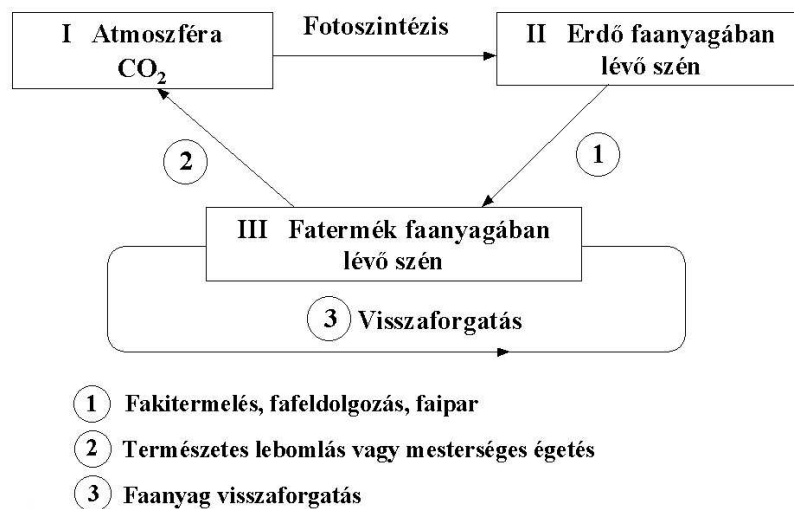 I Atmoszféra
CO₂
Fotoszintézis
II Erdő faanyagában
lévő szén
2
1
III Fatermék faanyagában
lévő szén
3 Visszaforgatás
1 Fakitermelés, fafeldolgozás, faipar
2 Természetes lebomlás vagy mesterséges égetés
3 Faanyag visszaforgatás